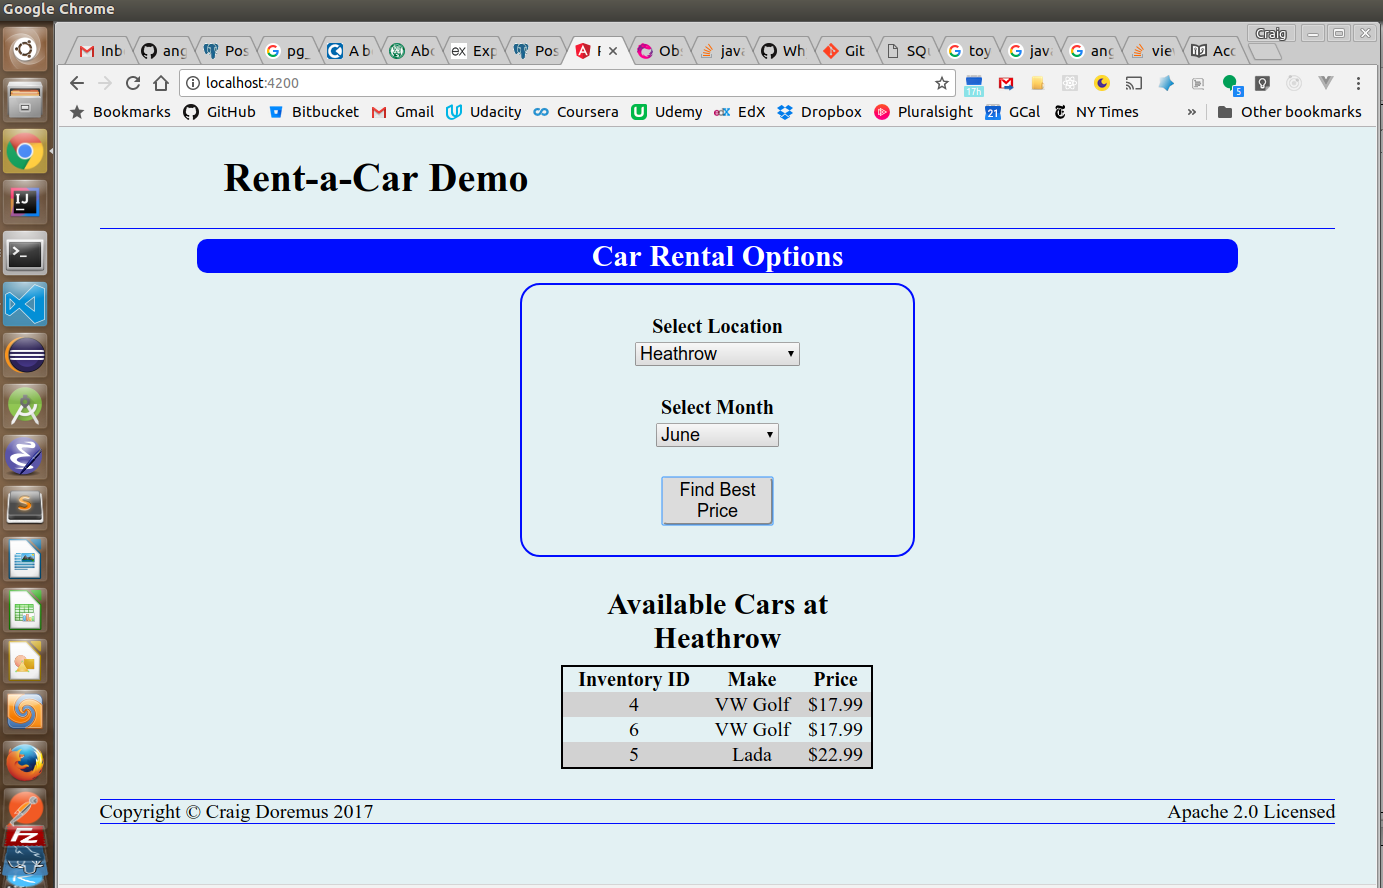 Google Chrome
Craig
Inb
ang
Pos
pg_
A b
Abc
ex Exp
Pos
F
Ob
java
Wh
Git
SQ
toy
java
ang
view
Acc
localhost:4200
17h
5
Bookmarks GitHub Bitbucket Gmail Udacity Coursera Udemy EdX Dropbox Pluralsight 21 GCal NY Times » Other bookmarks
Rent-a-Car Demo
Car Rental Options
Select Location
Heathrow
Select Month
June
Find Best
Price
Available Cars at
Heathrow
Inventory ID Make Price
4 VW Golf $17.99
6 VW Golf $17.99
5 Lada $22.99
Copyright © Craig Doremus 2017 Apache 2.0 Licensed